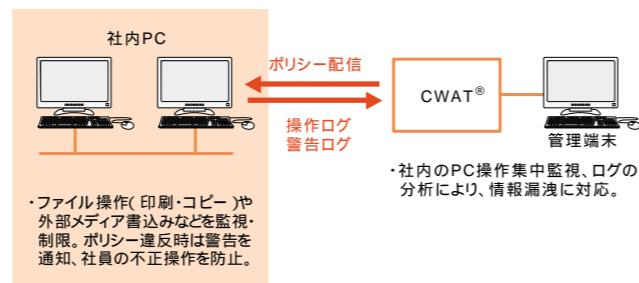 社内PC
ポリシー配信
操作ログ
警告ログ
CWAT®
管理端末
・社内のPC操作集中監視、ログの
分析により、情報漏洩に対応。
・ファイル操作(印刷・コピー)や
外部メディア書込みなどを監視・
制限。ポリシー違反時は警告を
通知、社員の不正操作を防止。